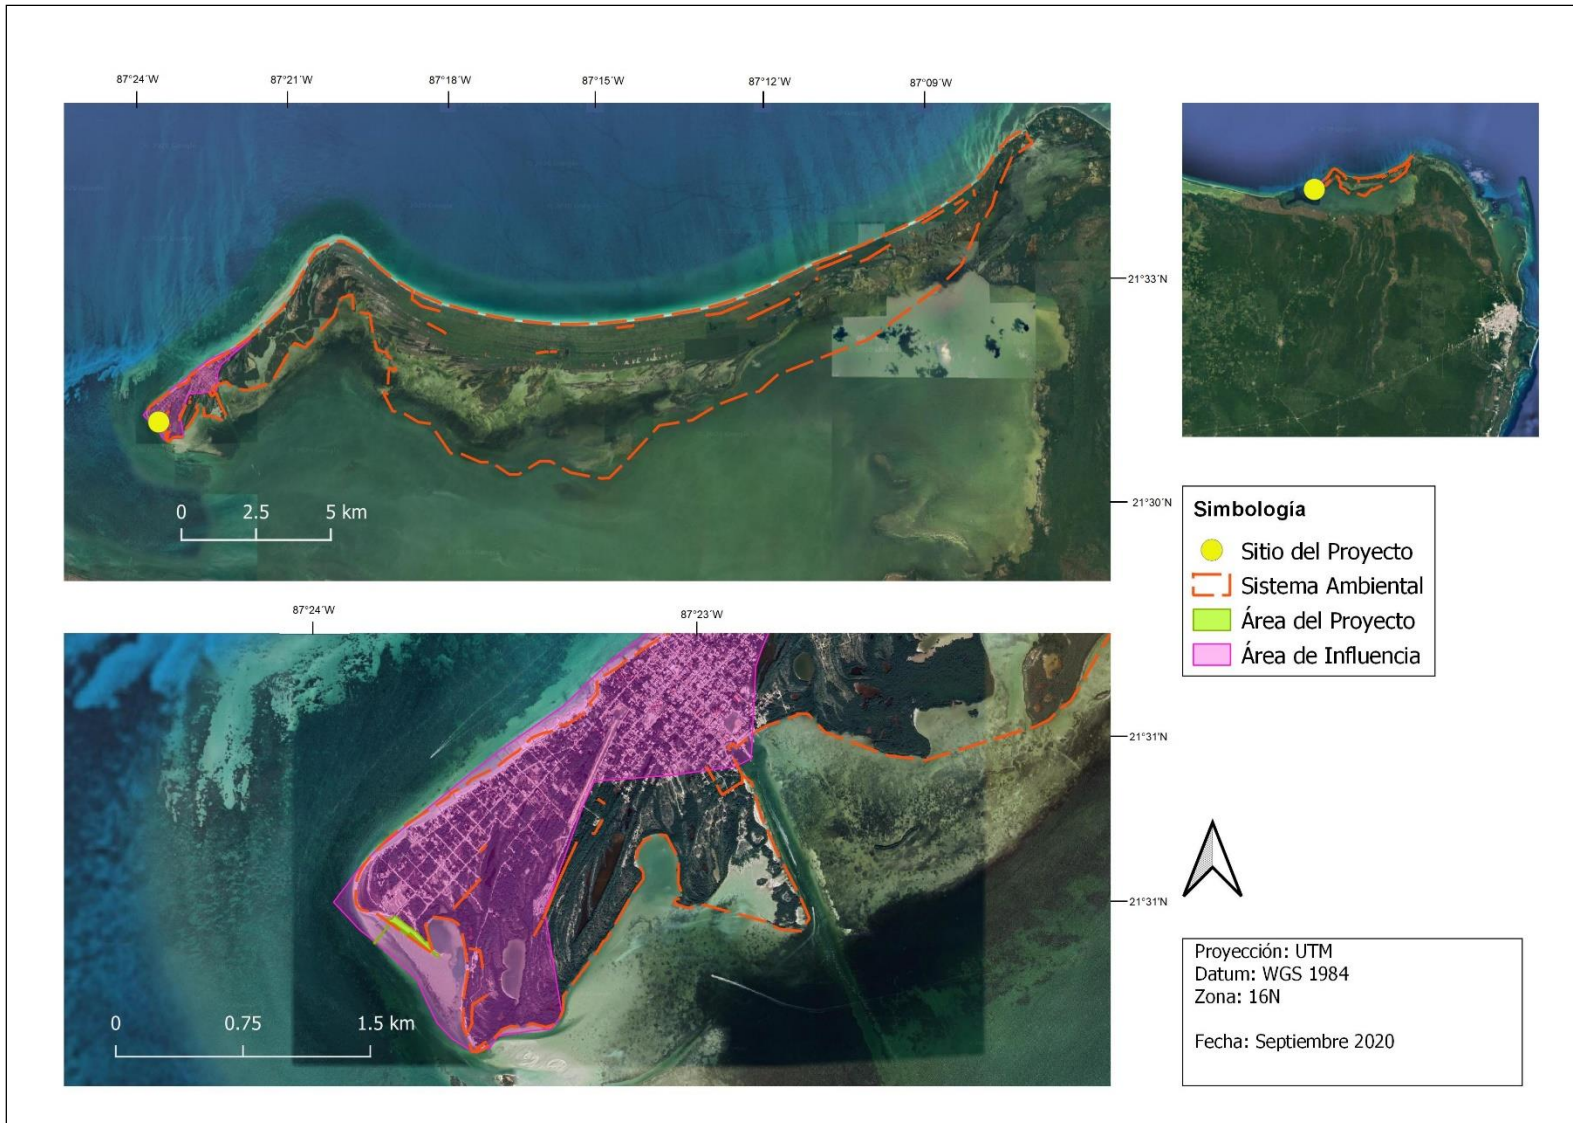 87°24´W
87°21´W
87°18´W
87°15´W
87°12´W
87°09´W
21°33´N
21°30´N
0
2.5
5 km
87°24´W
87°23´W
21°31´N
21°31´N
0
0.75
1.5 km
Simbología
Sitio del Proyecto
Sistema Ambiental
Área del Proyecto
Área de Influencia
Proyección: UTM
Datum: WGS 1984
Zona: 16N
Fecha: Septiembre 2020